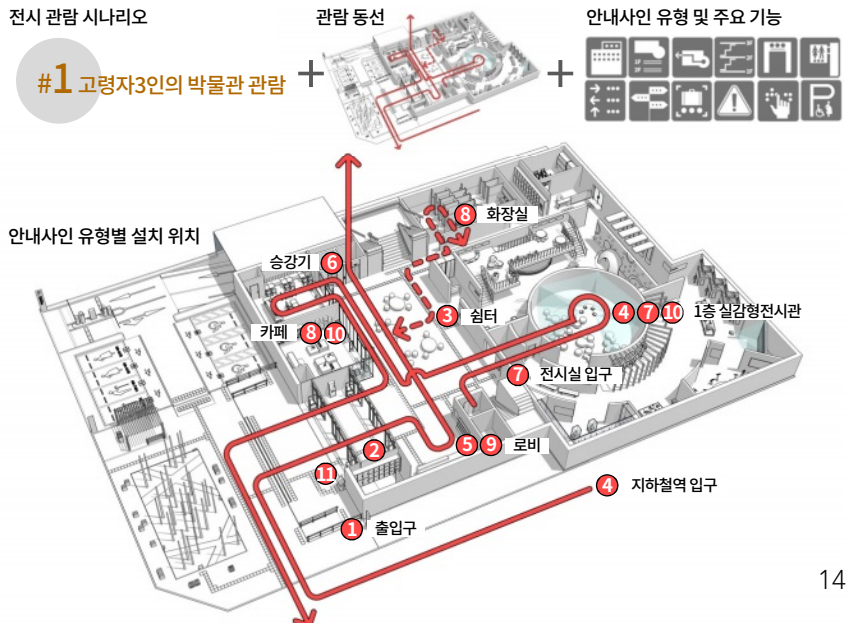 전시 관람 시나리오
관람 동선
안내사인 유형 및 주요 기능
#1 고령자3인의 박물관 관람
+
+
안내사인 유형별 설치 위치
8 화장실
승강기 6
3 쉼터
4 7 10 1층 실감형전시관
카페 8 10
7 전시실 입구
2
5 9 로비
11
4 지하철역 입구
1 출입구
14